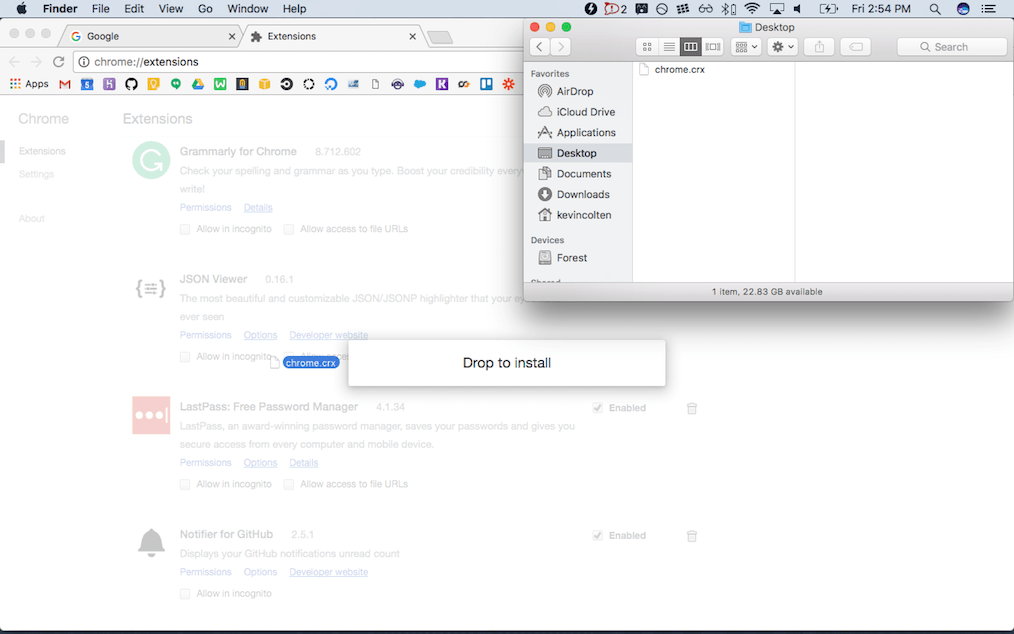 Finder File Edit View Go Window Help
2 Fri 2:54 PM
Google
Extensions
chrome://extensions
Apps
Chrome
Extensions
Settings
About
Extensions
Grammarly for Chrome 8.712.602
Check your spelling and grammar as you type. Boost your credibility every
write!
Permissions Details
Allow in incognito Allow access to file URLs
JSON Viewer 0.16.1
The most beautiful and customizable JSON/JSONP highlighter that your ey
ever seen
Permissions Options Developer website
Allow in incognito
chrome.crx
Drop to install
LastPass: Free Password Manager 4.1.34
Enabled
LastPass, an award-winning password manager, saves your passwords and gives you
secure access from every computer and mobile device.
Permissions Options Details
Allow in incognito Allow access to file URLs
Notifier for GitHub 2.5.1
Enabled
Displays your GitHub notifications unread count
Permissions Options Developer website
Allow in incognito
Desktop
Search
Favorites
AirDrop
iCloud Drive
Applications
Desktop
Documents
Downloads
kevincolten
Devices
Forest
chrome.crx
1 item, 22.83 GB available